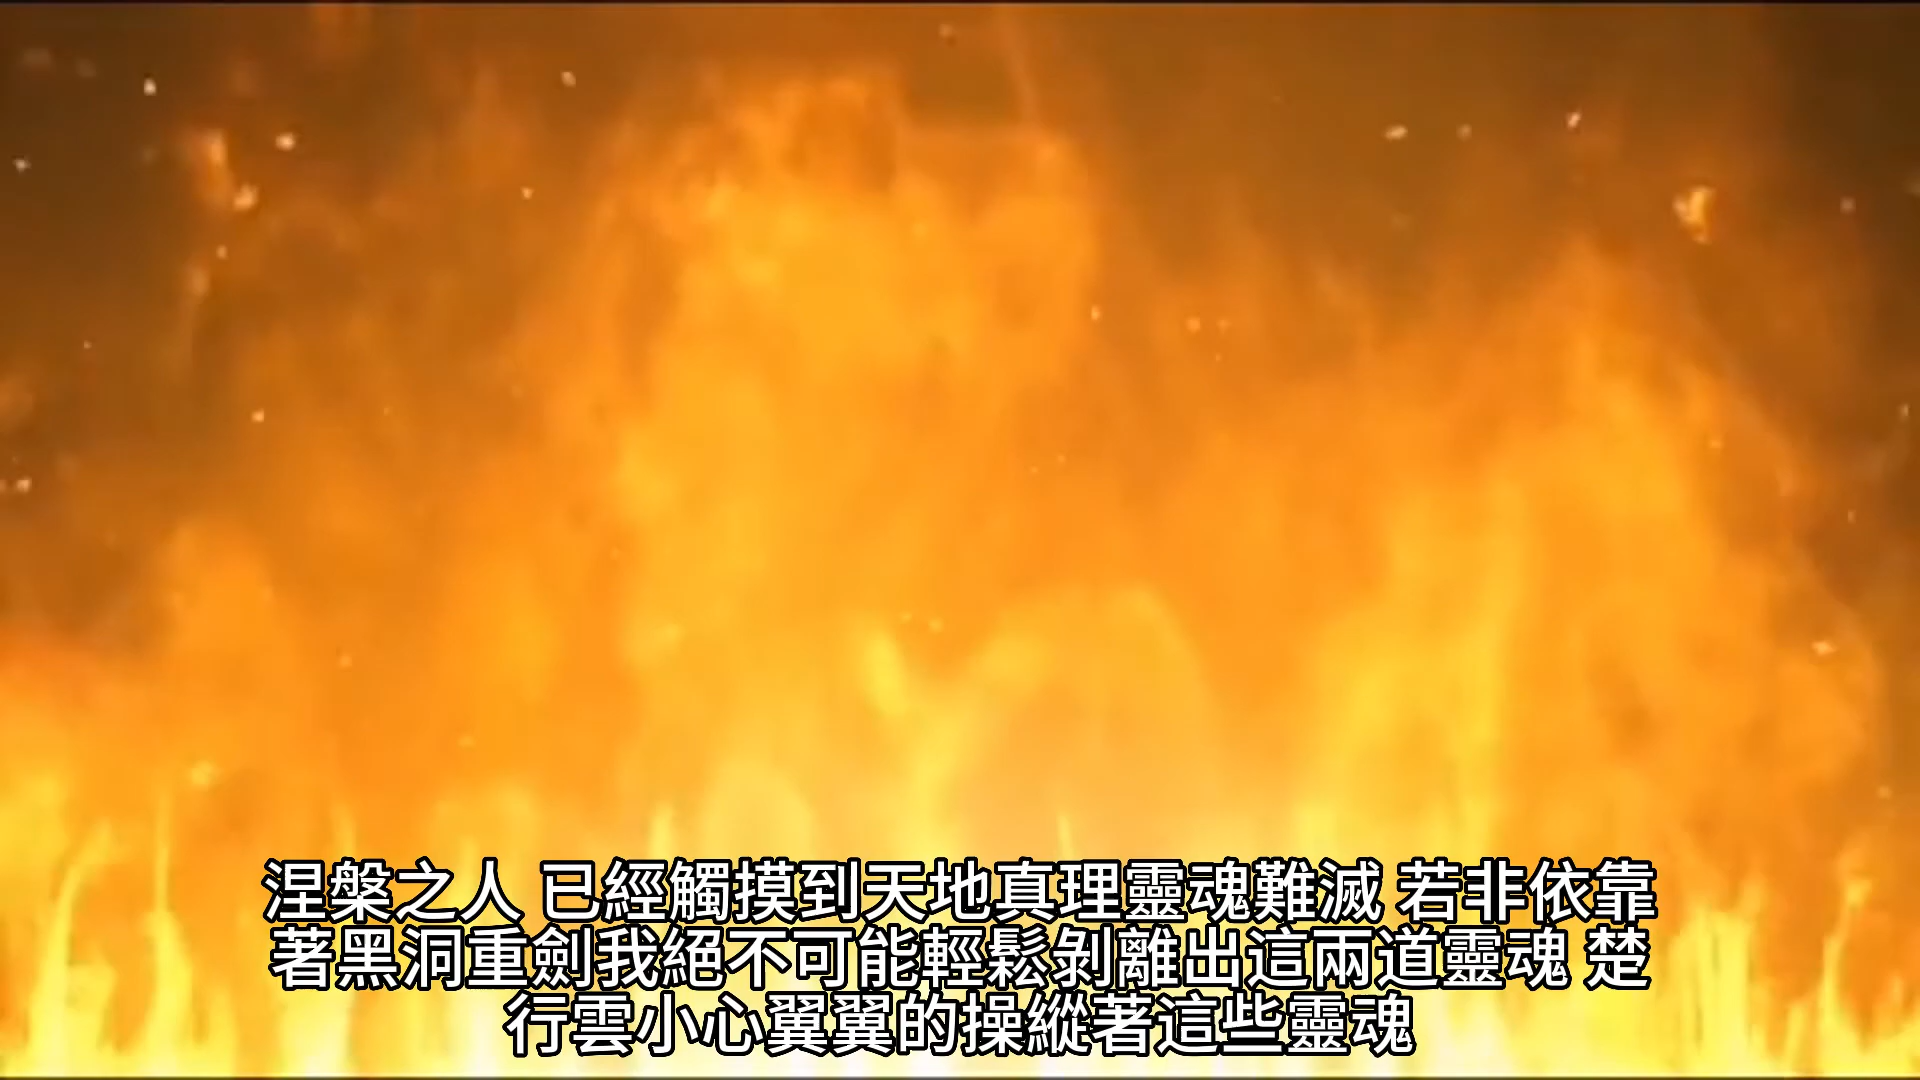 涅槃之人 已經觸摸到天地真理靈魂難滅 若非依靠
著黑洞重劍我絕不可能輕鬆剝離出這兩道靈魂 楚
行雲小心翼翼的操縱著這些靈魂